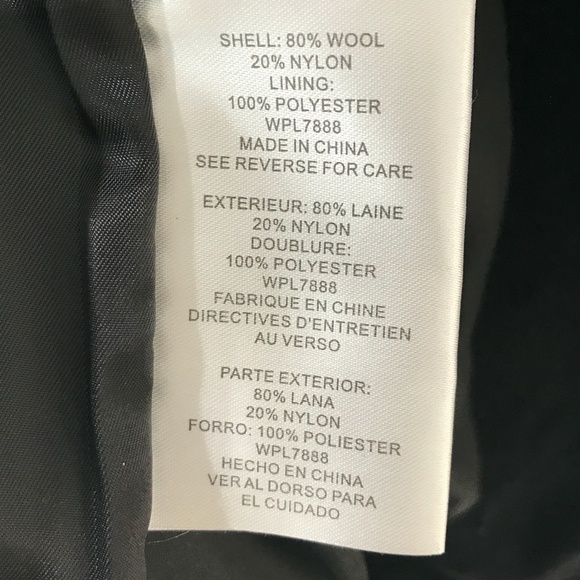 SHELL: 80% WOOL
20% NYLON
LINING:
100% POLYESTER
WPL7888
MADE IN CHINA
SEE REVERSE FOR CARE
EXTERIEUR: 80% LAINE
20% NYLON
DOUBLURE:
100% POLYESTER
WPL7888
FABRIQUE EN CHINE
DIRECTIVES D'ENTRETIEN
AU VERSO
PARTE EXTERIOR:
80% LANA
20% NYLON
FORRO: 100% POLIESTER
WPL7888
HECHO EN CHINA
VER AL DORSO PARA
EL CUIDADO